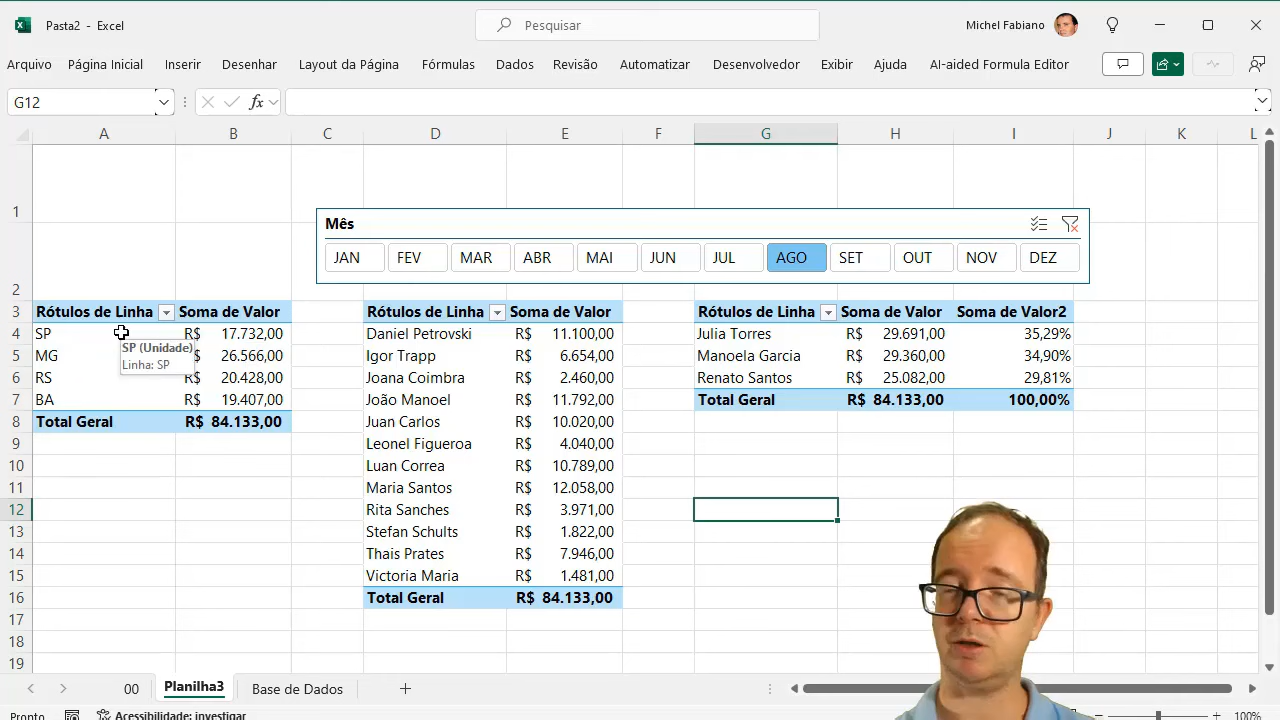 Pasta2 - Excel
Pesquisar
Michel Fabiano
Arquivo Página Inicial Inserir Desenhar Layout da Página Fórmulas Dados Revisão Automatizar Desenvolvedor Exibir Ajuda AI-aided Formula Editor
G12 fx
A B C D E F G H I J K L
1
Mês
JAN FEV MAR ABR MAI JUN JUL AGO SET OUT NOV DEZ
2
3 Rótulos de Linha Soma de Valor Rótulos de Linha Soma de Valor Rótulos de Linha Soma de Valor Soma de Valor2
4 SP R$ 17.732,00 Daniel Petrovski R$ 11.100,00 Julia Torres R$ 29.691,00 35,29%
SP (Unidade)
Linha: SP
5 MG 26.566,00 Igor Trapp R$ 6.654,00 Manoela Garcia R$ 29.360,00 34,90%
6 RS R$ 20.428,00 Joana Coimbra R$ 2.460,00 Renato Santos R$ 25.082,00 29,81%
7 BA R$ 19.407,00 João Manoel R$ 11.792,00 Total Geral R$ 84.133,00 100,00%
8 Total Geral R$ 84.133,00 Juan Carlos R$ 10.020,00
9 Leonel Figueroa R$ 4.040,00
10 Luan Correa R$ 10.789,00
11 Maria Santos R$ 12.058,00
12 Rita Sanches R$ 3.971,00
13 Stefan Schults R$ 1.822,00
14 Thais Prates R$ 7.946,00
15 Victoria Maria R$ 1.481,00
16 Total Geral R$ 84.133,00
17
18
19
00 Planilha3 Base de Dados
Pronto Acessibilidade: investigar 100%